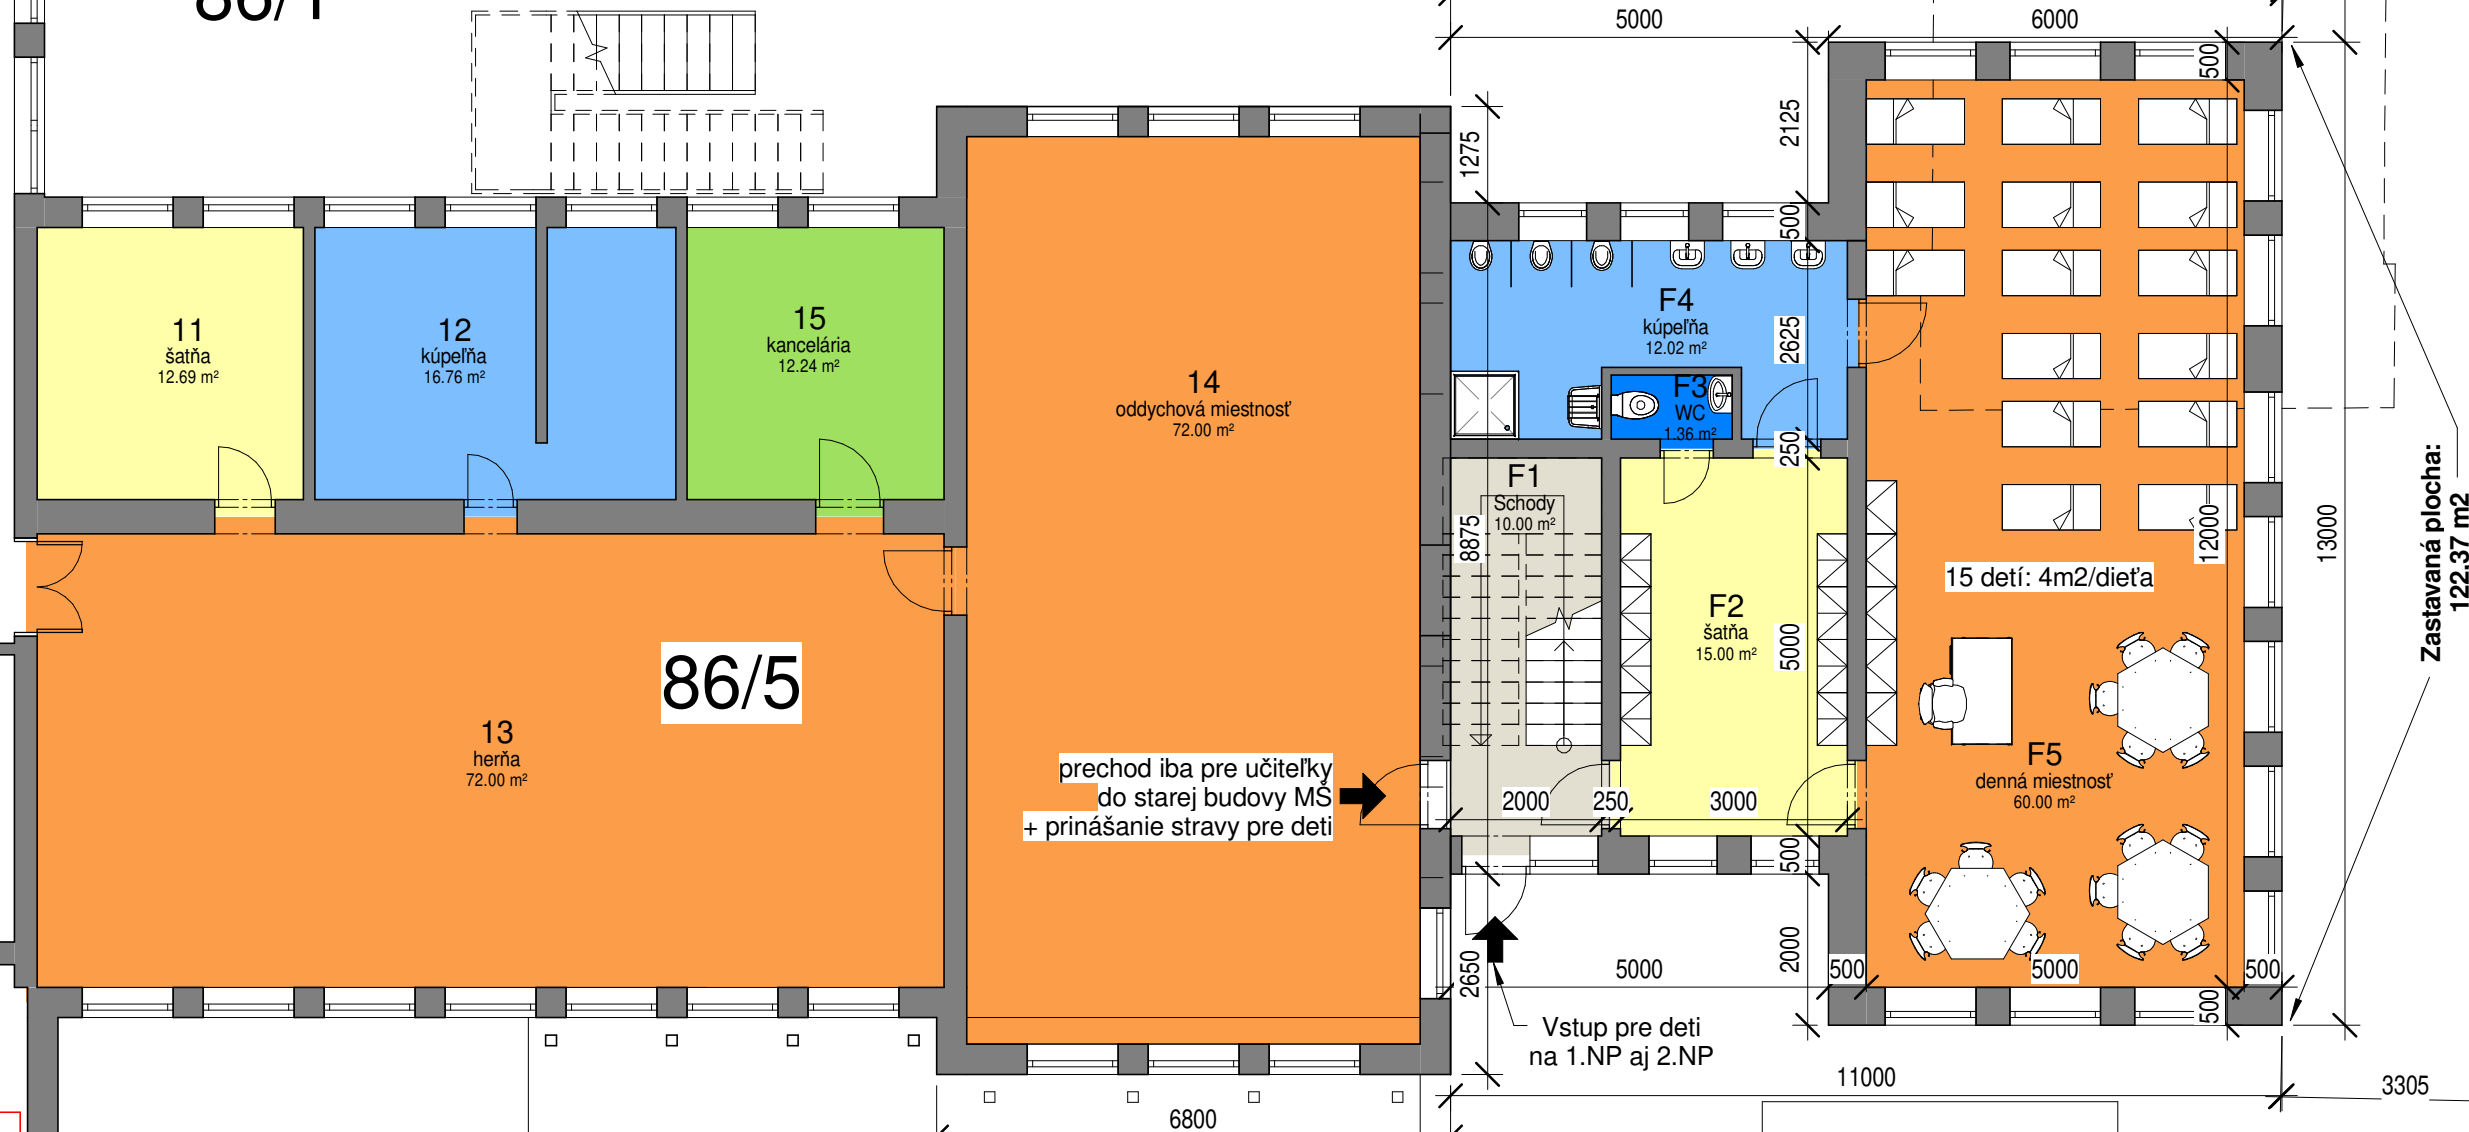 86/1
5000
6000
500
2125
1275
500
11
šatňa
12.69 m²
12
kúpeľňa
16.76 m²
15
kancelária
12.24 m²
14
oddychová miestnosť
72.00 m²
F4
kúpeľňa
12.02 m²
2625
F3
WC
1.36 m²
250
F1
Schody
10.00 m²
8875
12000
13000
Zastavaná plocha:
122.37 m2
15 detí: 4m2/dieťa
F2
šatňa
15.00 m²
5000
86/5
13
herňa
72.00 m²
prechod iba pre učiteľky
do starej budovy MŠ
+ prinášanie stravy pre deti
2000
250
3000
F5
denná miestnosť
60.00 m²
500
2650
5000
2000
500
5000
500
500
Vstup pre deti
na 1.NP aj 2.NP
11000
3305
6800